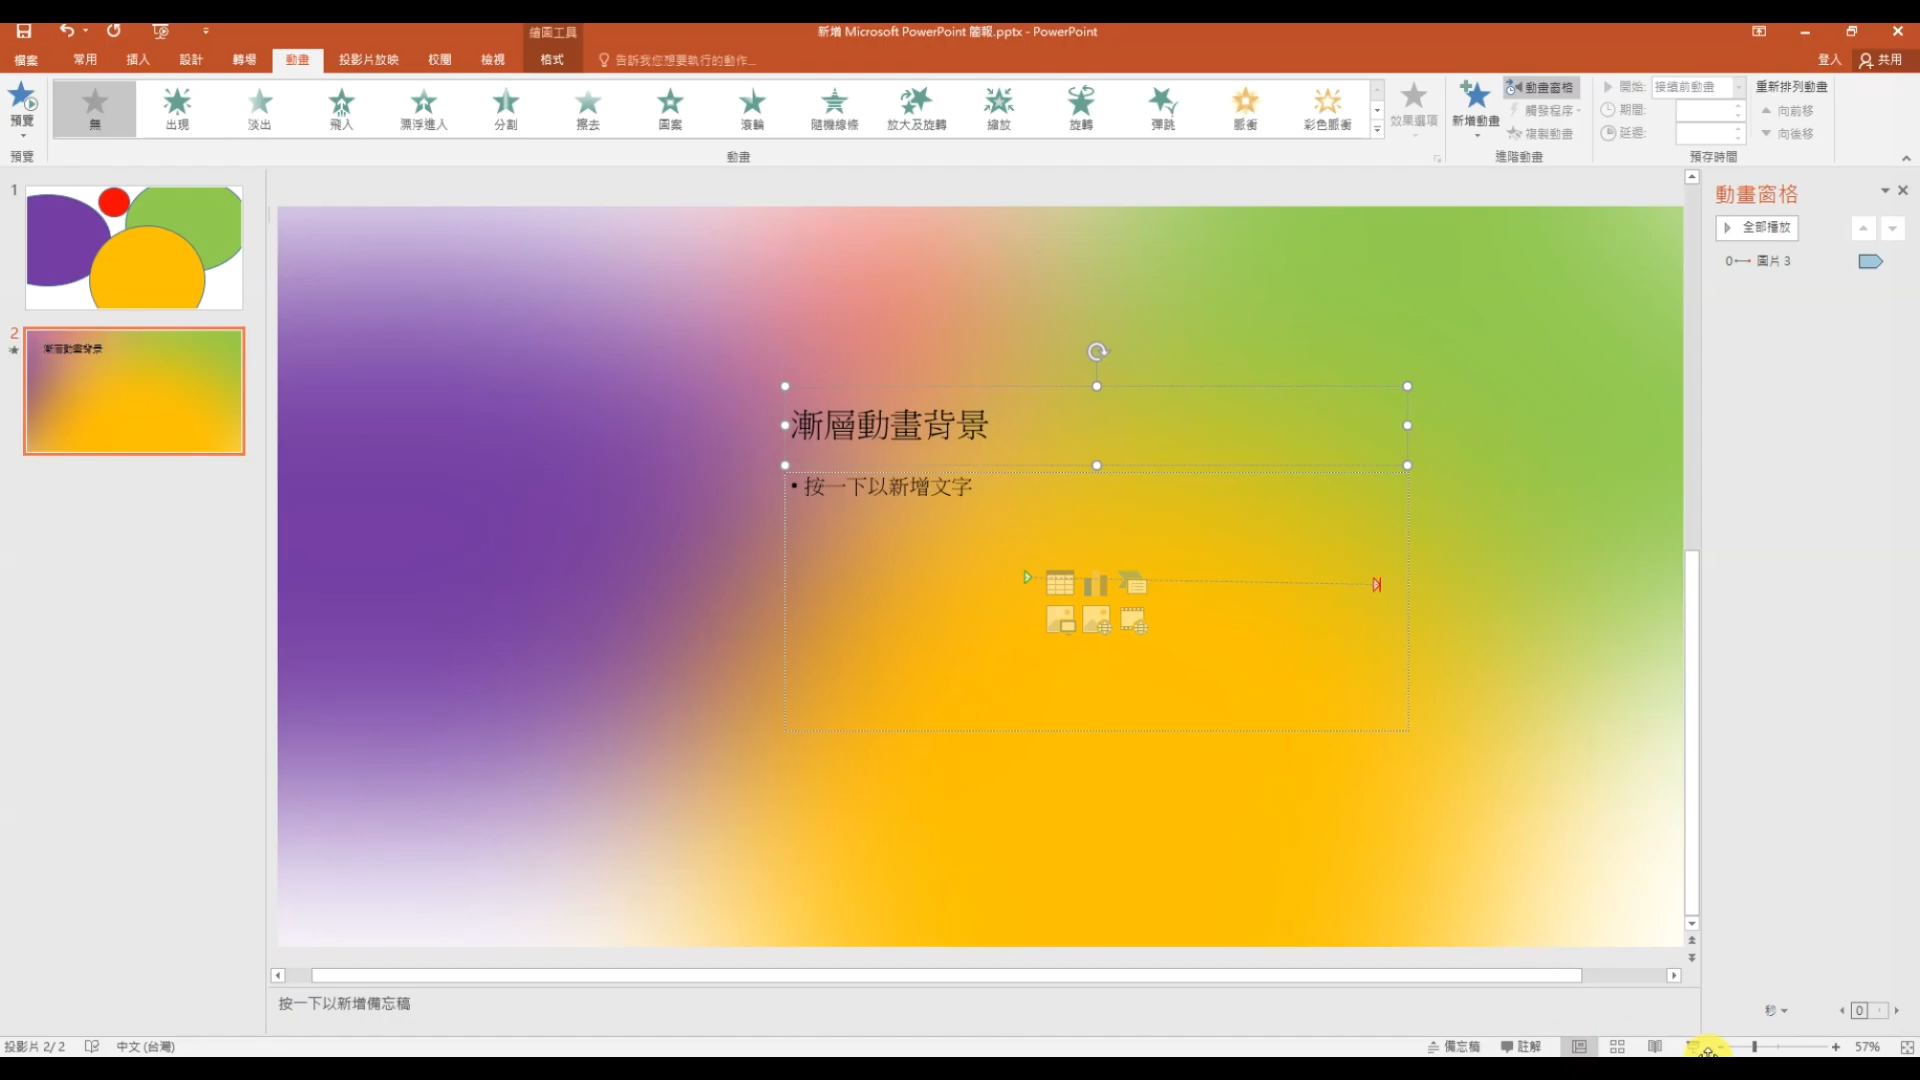 繪圖工具
新增 Microsoft PowerPoint 簡報.pptx - PowerPoint
檔案 常用 插入 設計 轉場 動畫 投影片放映 校閱 檢視 格式 告訴我您想要執行的動作... 登入 共用
預覽 無 出現 淡出 飛入 漂浮進入 分割 擦去 圖案 滾輪 隨機線條 放大及旋轉 縮放 旋轉 彈跳 脈衝 彩色脈衝 效果選項 新增動畫
動畫窗格 開始: 接續前動畫 重新排列動畫
觸發程序 期間: 向前移
複製動畫 延遲: 向後移
預覽 動畫 進階動畫 預存時間
1
2
漸層動畫背景
漸層動畫背景
• 按一下以新增文字
動畫窗格
全部播放
0 圖片 3
按一下以新增備忘稿
秒 0
投影片 2/2 中文 (台灣) 備忘稿 註解 57%